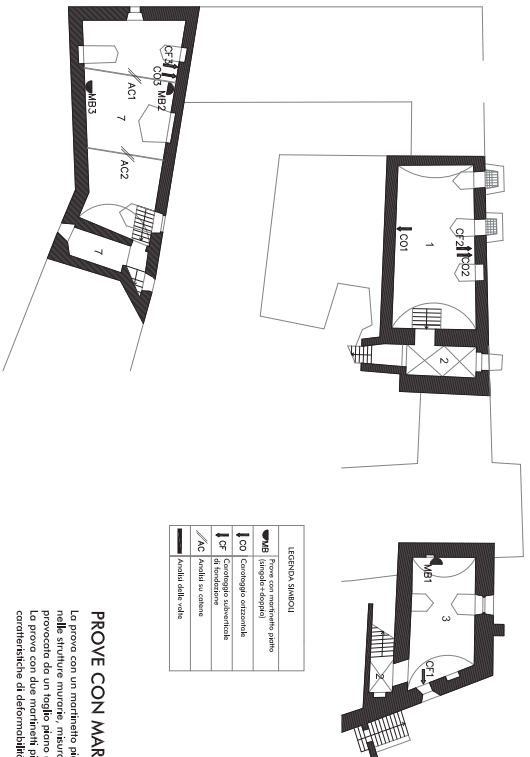 CF3
CO3
MB2
MB3
AC1
7
AC2
7
CO1
1
CF2
CO2
2
MB1
3
CF1
2
LEGENDA SIMBOLI
MB Prove con martinetto piatto
(singolo+doppio)
CO Carotaggio orizzontale
CF Carotaggio subverticale
di fondazione
AC Analisi su catene
Analisi delle volte
PROVE CON MAR
La prova con un martinetto pi
nelle strutture murarie, misura
provocata da un taglio piano
La prova con due martinetti pi
caratteristiche di deformabilità